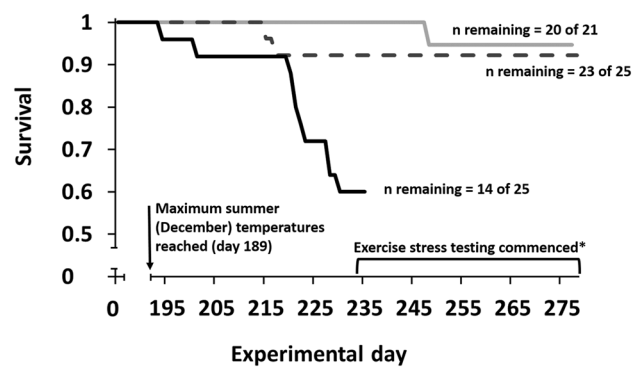 1
n remaining = 20 of 21
0.9
n remaining = 23 of 25
0.8
Survival
0.7
0.6
n remaining = 14 of 25
Maximum summer
(December) temperatures
reached (day 189)
0.5
Exercise stress testing commenced*
0
0 195 205 215 225 235 245 255 265 275
Experimental day